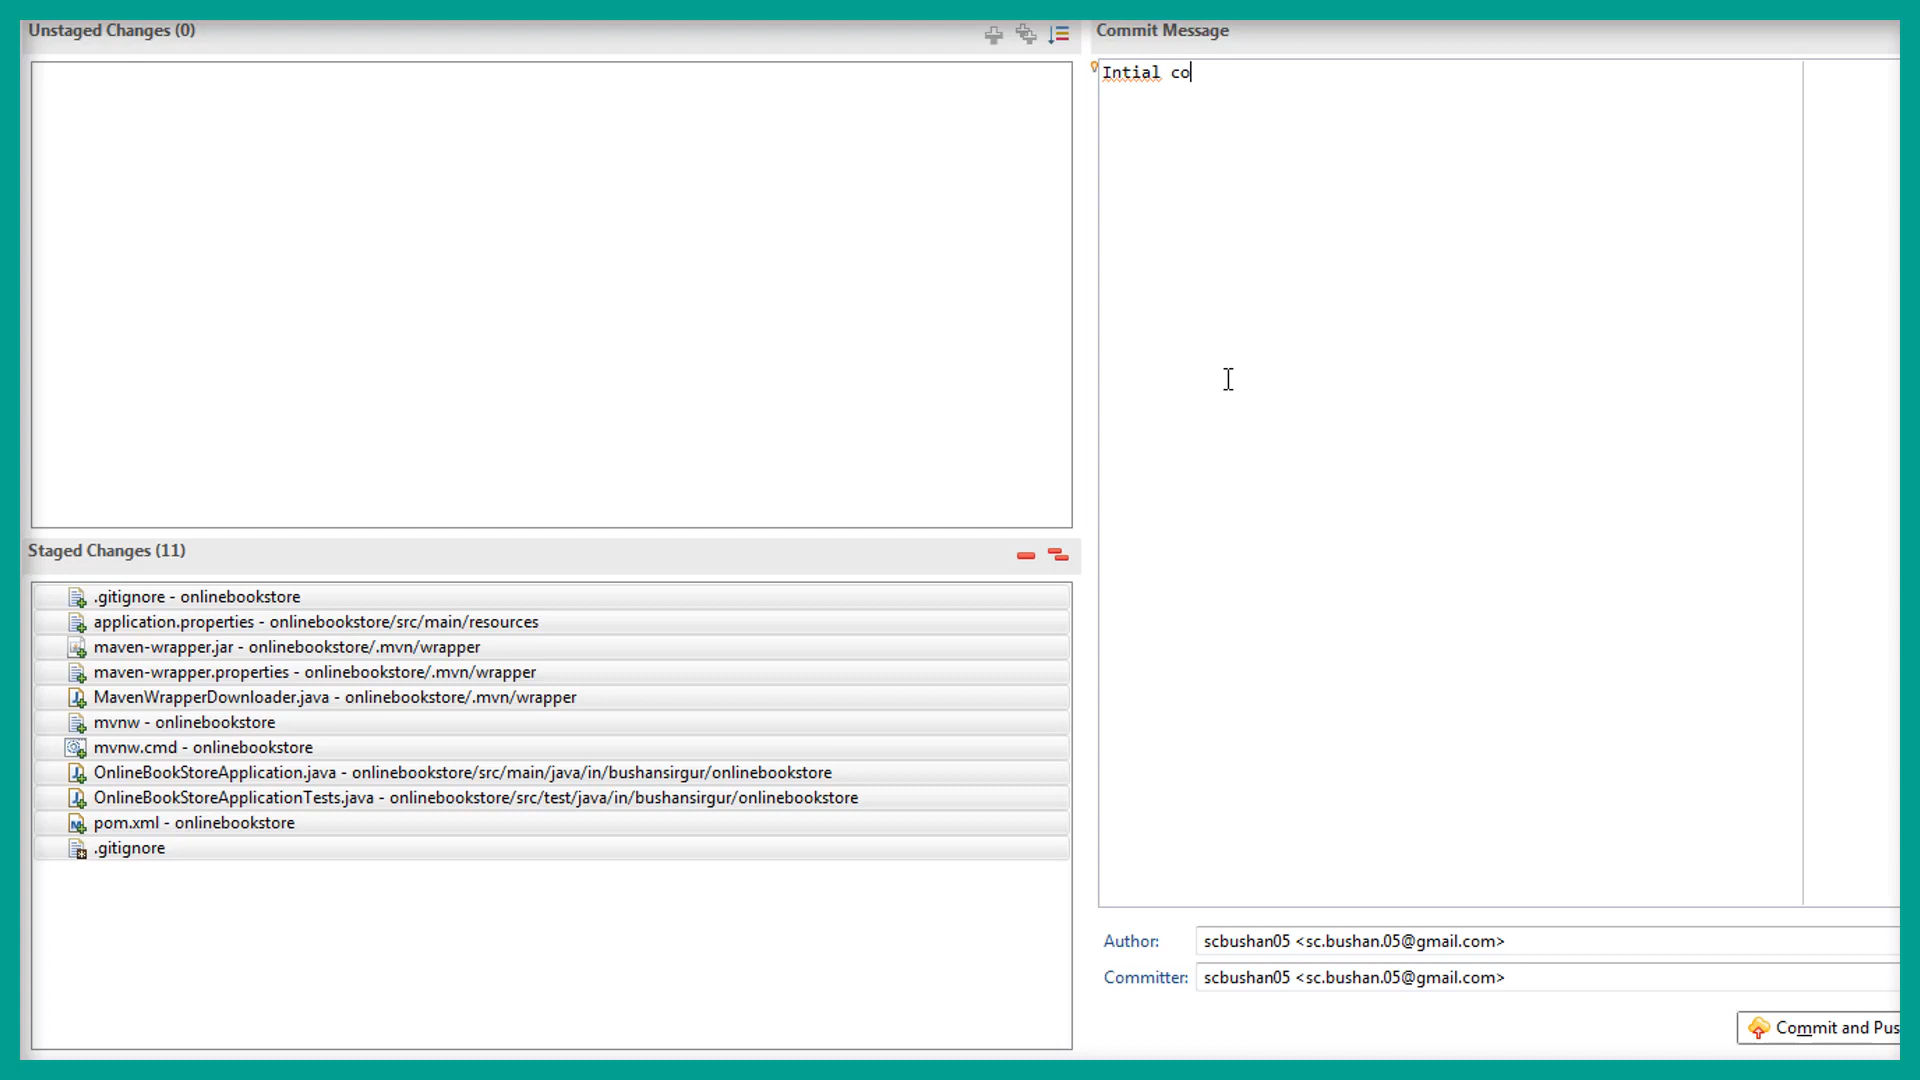 Unstaged Changes (0)
Staged Changes (11)
.gitignore - onlinebookstore
application.properties - onlinebookstore/src/main/resources
maven-wrapper.jar - onlinebookstore/.mvn/wrapper
maven-wrapper.properties - onlinebookstore/.mvn/wrapper
MavenWrapperDownloader.java - onlinebookstore/.mvn/wrapper
mvnw - onlinebookstore
mvnw.cmd - onlinebookstore
OnlineBookStoreApplication.java - onlinebookstore/src/main/java/in/bushansirgur/onlinebookstore
OnlineBookStoreApplicationTests.java - onlinebookstore/src/test/java/in/bushansirgur/onlinebookstore
pom.xml - onlinebookstore
.gitignore
Commit Message
Intial co
Author: scbushan05 <sc.bushan.05@gmail.com>
Committer: scbushan05 <sc.bushan.05@gmail.com>
Commit and Pus